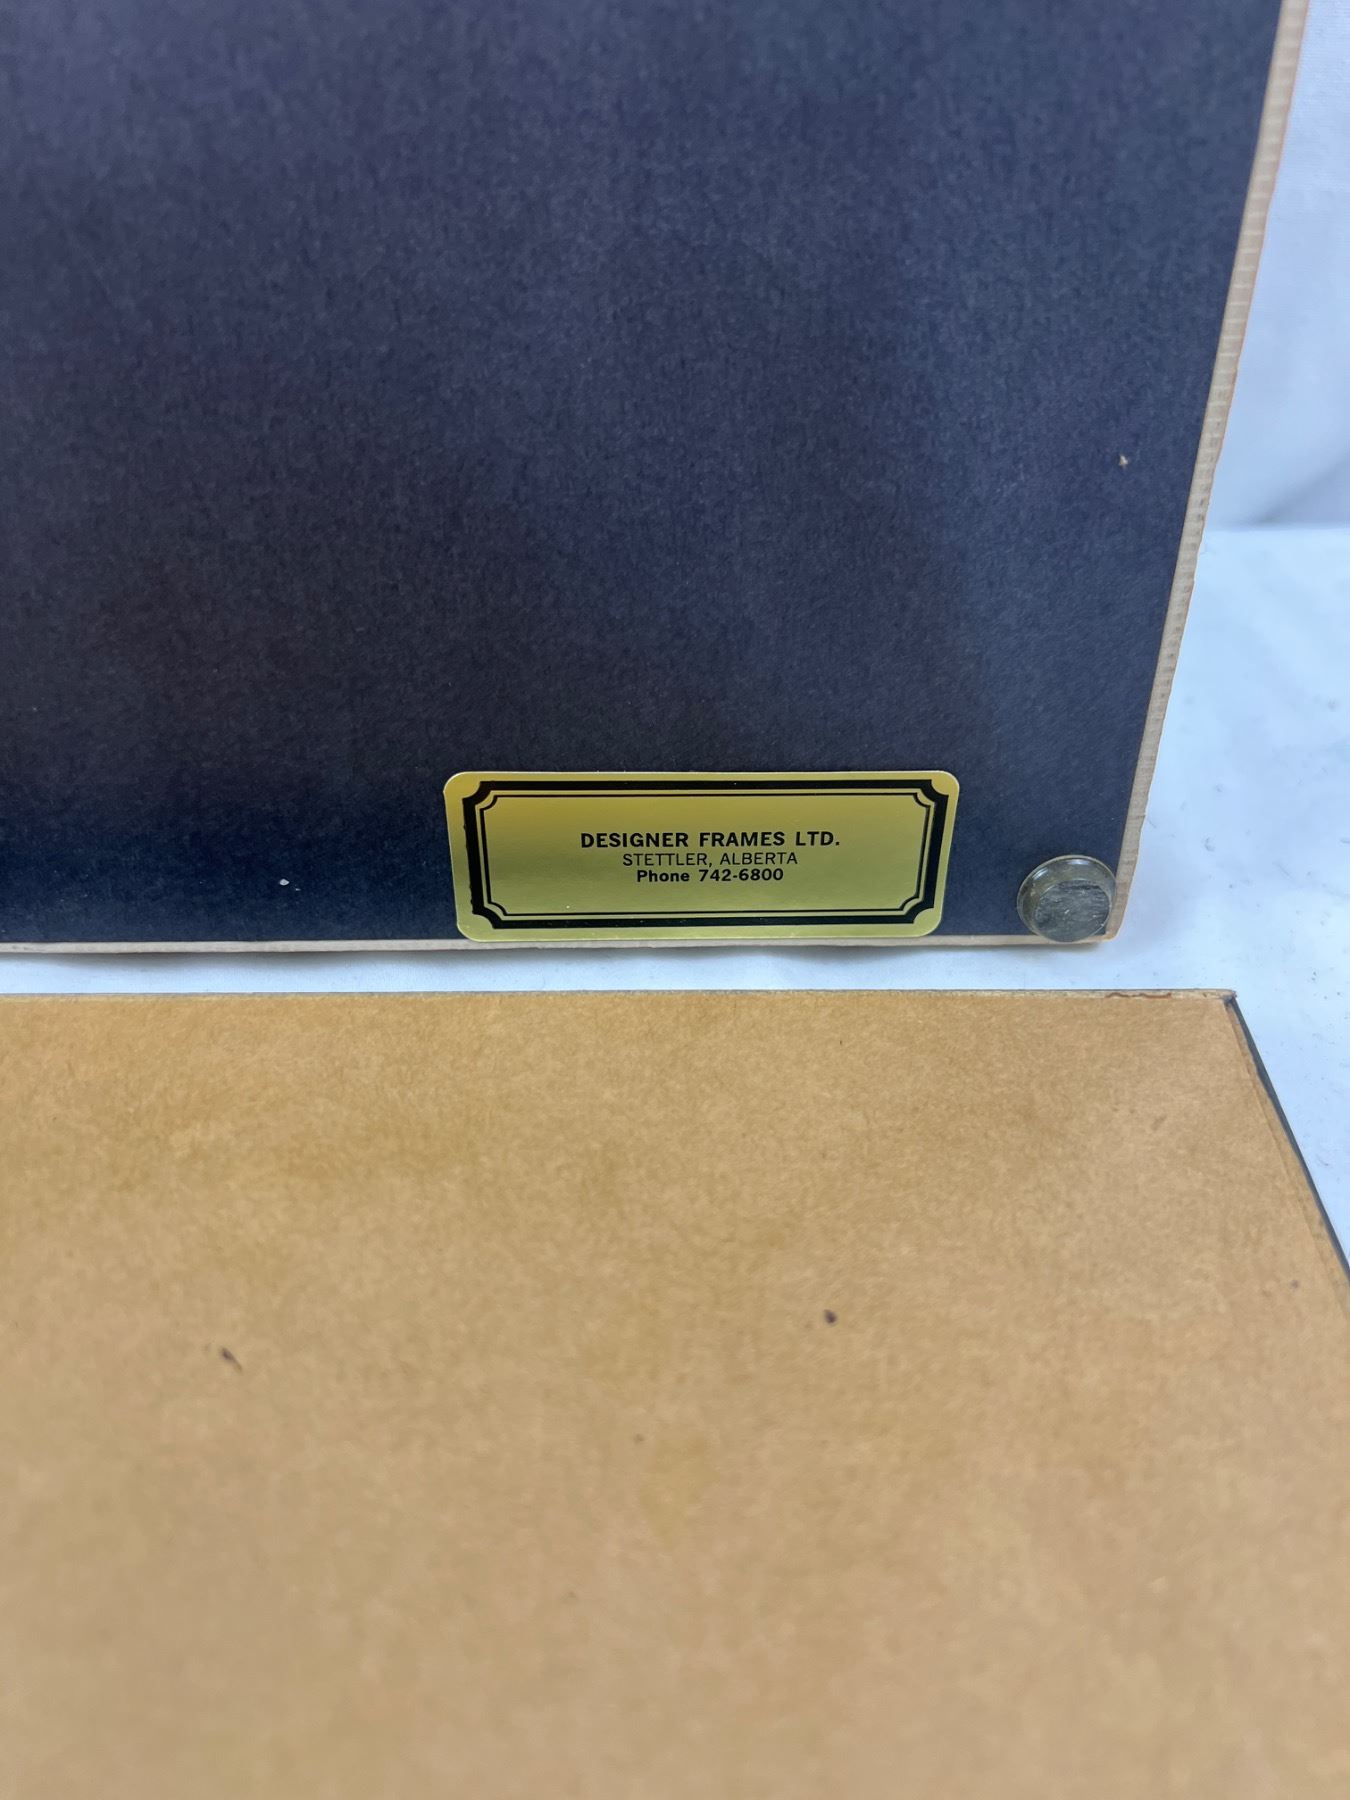 DESIGNER FRAMES LTD.
STETTLER, ALBERTA
Phone 742-6800